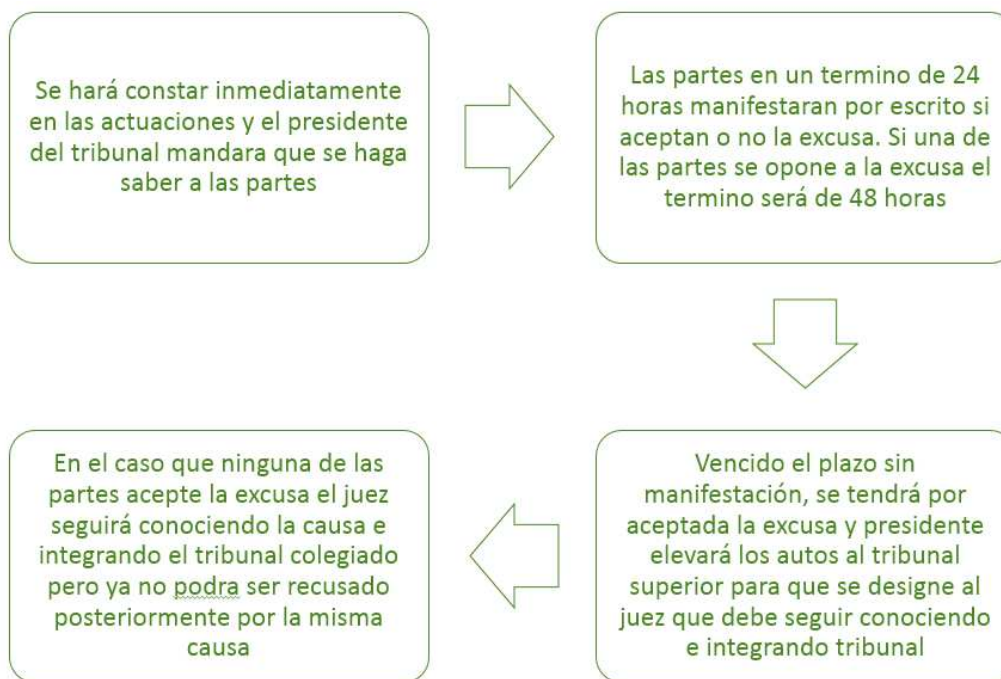 Se hará constar inmediatamente
en las actuaciones y el presidente
del tribunal mandara que se haga
saber a las partes
Las partes en un termino de 24
horas manifestaran por escrito si
aceptan o no la excusa. Si una de
las partes se opone a la excusa el
termino será de 48 horas
Vencido el plazo sin
manifestación, se tendrá por
aceptada la excusa y presidente
elevará los autos al tribunal
superior para que se designe al
juez que debe seguir conociendo
e integrando tribunal
En el caso que ninguna de las
partes acepte la excusa el juez
seguirá conociendo la causa e
integrando el tribunal colegiado
pero ya no podra ser recusado
posteriormente por la misma
causa